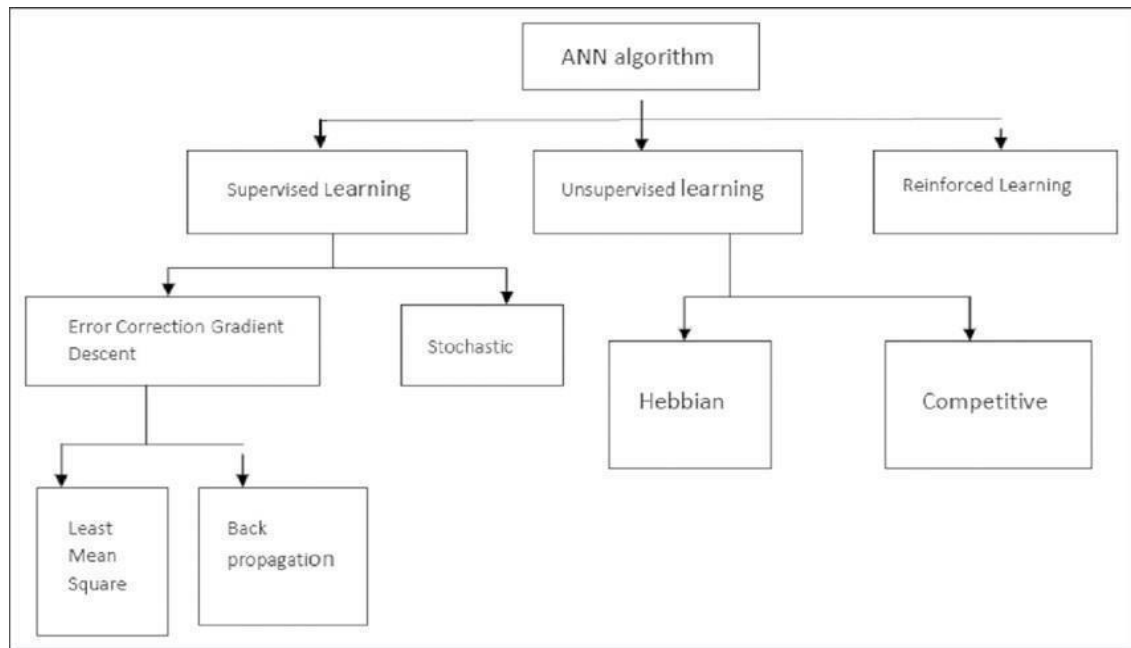 ANN algorithm
Supervised Learning
Unsupervised learning
Reinforced Learning
Error Correction Gradient
Descent
Stochastic
Hebbian
Competitive
Least
Mean
Square
Back
propagation